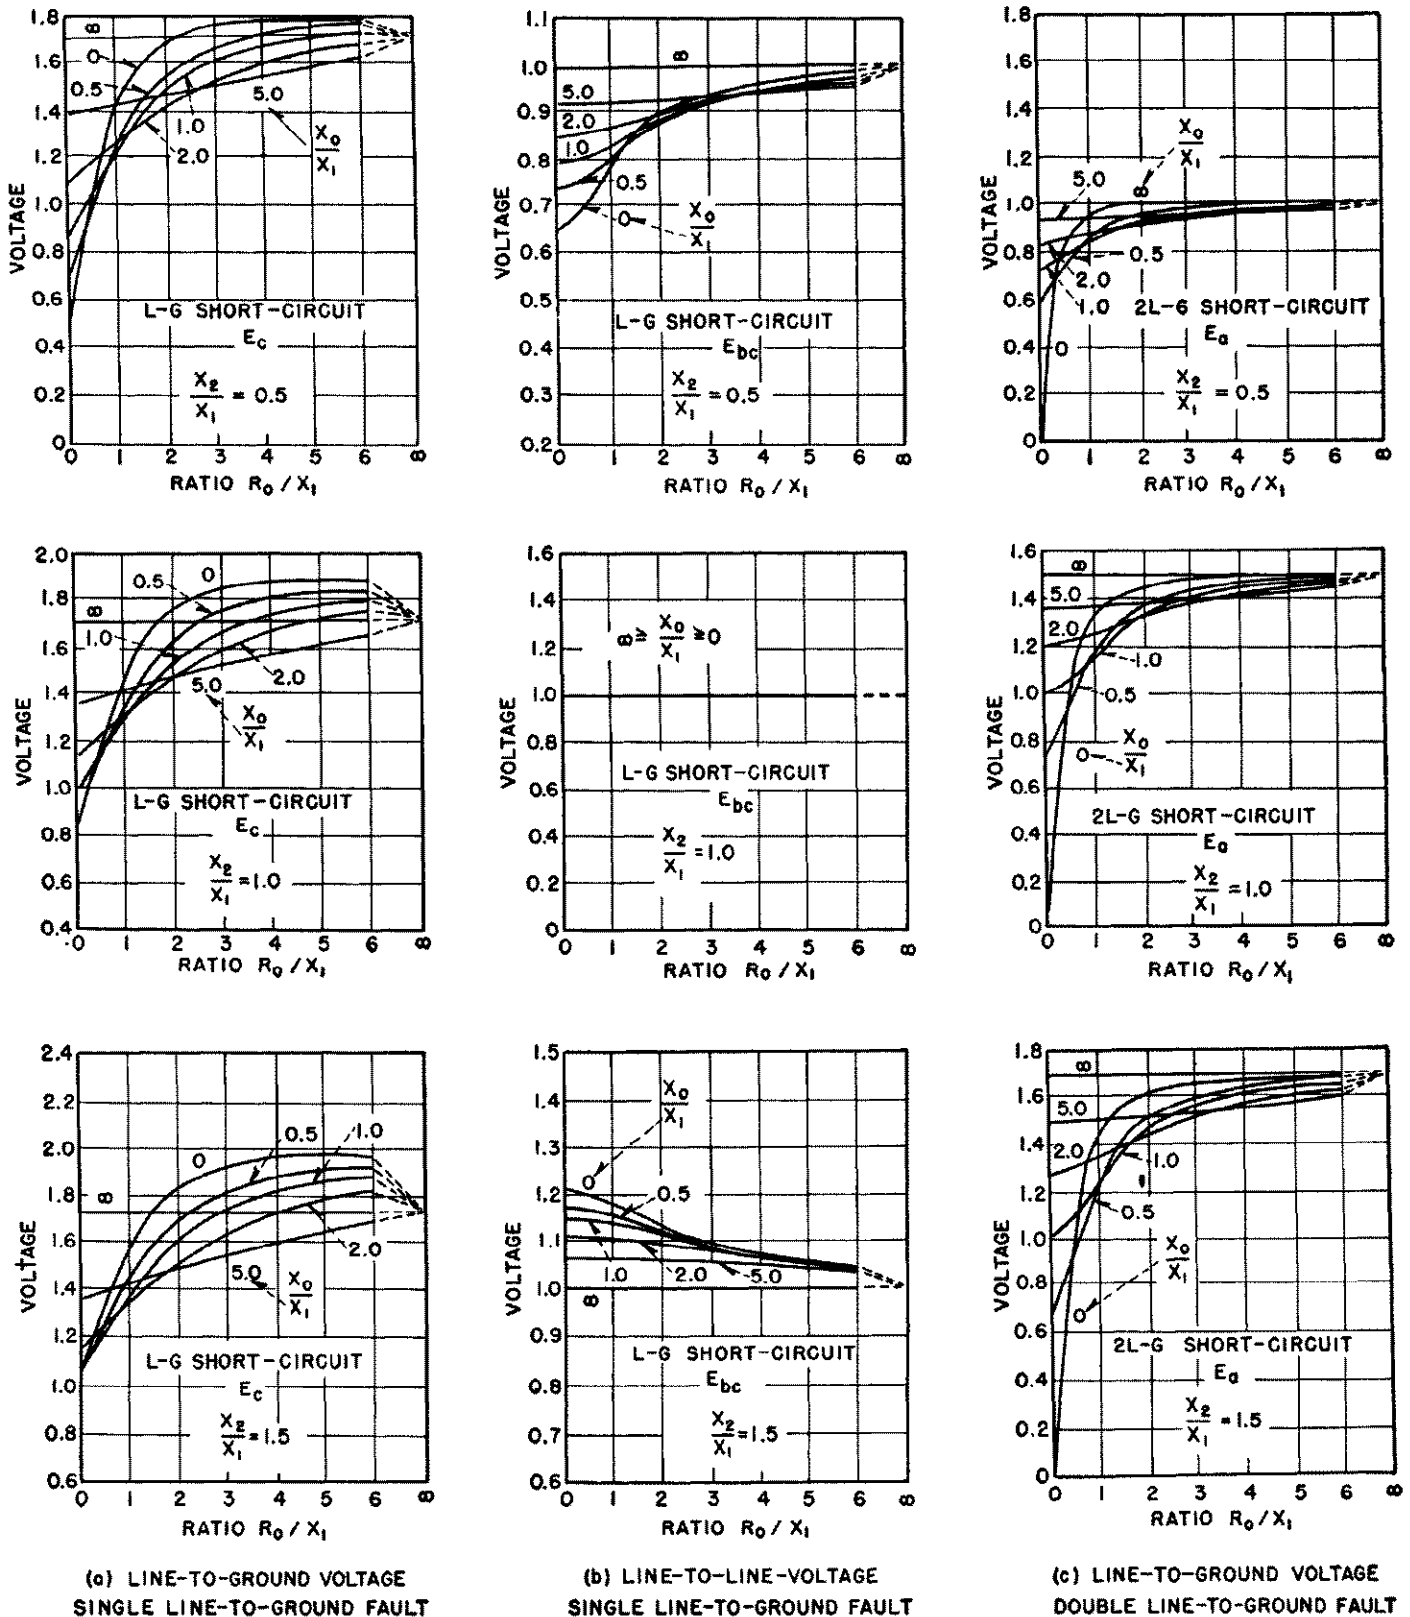 1.8
1.6
1.4
1.2
1.0
0.8
0.6
0.4
0.2
0
VOLTAGE
∞
0
0.5
1.0
2.0
5.0
X0
X1
L-G SHORT-CIRCUIT
Ec
X2
X1 = 0.5
0 1 2 3 4 5 6 ∞
RATIO R0 / X1
1.1
1.0
0.9
0.8
0.7
0.6
0.5
0.4
0.3
0.2
VOLTAGE
∞
5.0
2.0
1.0
0.5
0
X0
X1
L-G SHORT-CIRCUIT
Ebc
X2
X1 = 0.5
0 1 2 3 4 5 6 ∞
RATIO R0 / X1
1.8
1.6
1.4
1.2
1.0
0.8
0.6
0.4
0.2
0
VOLTAGE
X0
X1
5.0
∞
0.5
2.0
1.0
0
2L-G SHORT-CIRCUIT
Ea
X2
X1 = 0.5
0 1 2 3 4 5 6 ∞
RATIO R0 / X1
2.0
1.8
1.6
1.4
1.2
1.0
0.8
0.6
0.4
VOLTAGE
0.5
0
∞
1.0
2.0
5.0
X0
X1
L-G SHORT-CIRCUIT
Ec
X2
X1 = 1.0
0 1 2 3 4 5 6 ∞
RATIO R0 / X1
1.6
1.4
1.2
1.0
0.8
0.6
0.4
0.2
0
VOLTAGE
∞ ≥ X0
X1 ≥ 0
L-G SHORT-CIRCUIT
Ebc
X2
X1 = 1.0
0 1 2 3 4 5 6 ∞
RATIO R0 / X1
1.6
1.4
1.2
1.0
0.8
0.6
0.4
0.2
0
VOLTAGE
∞
5.0
2.0
1.0
0.5
0
X0
X1
2L-G SHORT-CIRCUIT
Ea
X2
X1 = 1.0
0 1 2 3 4 5 6 ∞
RATIO R0 / X1
2.4
2.2
2.0
1.8
1.6
1.4
1.2
1.0
0.8
0.6
VOLTAGE
0
0.5
1.0
∞
2.0
5.0
X0
X1
L-G SHORT-CIRCUIT
Ec
X2
X1 = 1.5
0 1 2 3 4 5 6 ∞
RATIO R0 / X1
1.5
1.4
1.3
1.2
1.1
1.0
0.9
0.8
0.7
0.6
VOLTAGE
X0
X1
0
0.5
1.0 2.0 5.0
∞
L-G SHORT-CIRCUIT
Ebc
X2
X1 = 1.5
0 1 2 3 4 5 6 ∞
RATIO R0 / X1
1.8
1.6
1.4
1.2
1.0
0.8
0.6
0.4
0.2
0
VOLTAGE
∞
5.0
2.0
1.0
0.5
X0
X1
0
2L-G SHORT-CIRCUIT
Ea
X2
X1 = 1.5
0 1 2 3 4 5 6 ∞
RATIO R0 / X1
(a) LINE-TO-GROUND VOLTAGE
SINGLE LINE-TO-GROUND FAULT
(b) LINE-TO-LINE-VOLTAGE
SINGLE LINE-TO-GROUND FAULT
(c) LINE-TO-GROUND VOLTAGE
DOUBLE LINE-TO-GROUND FAULT